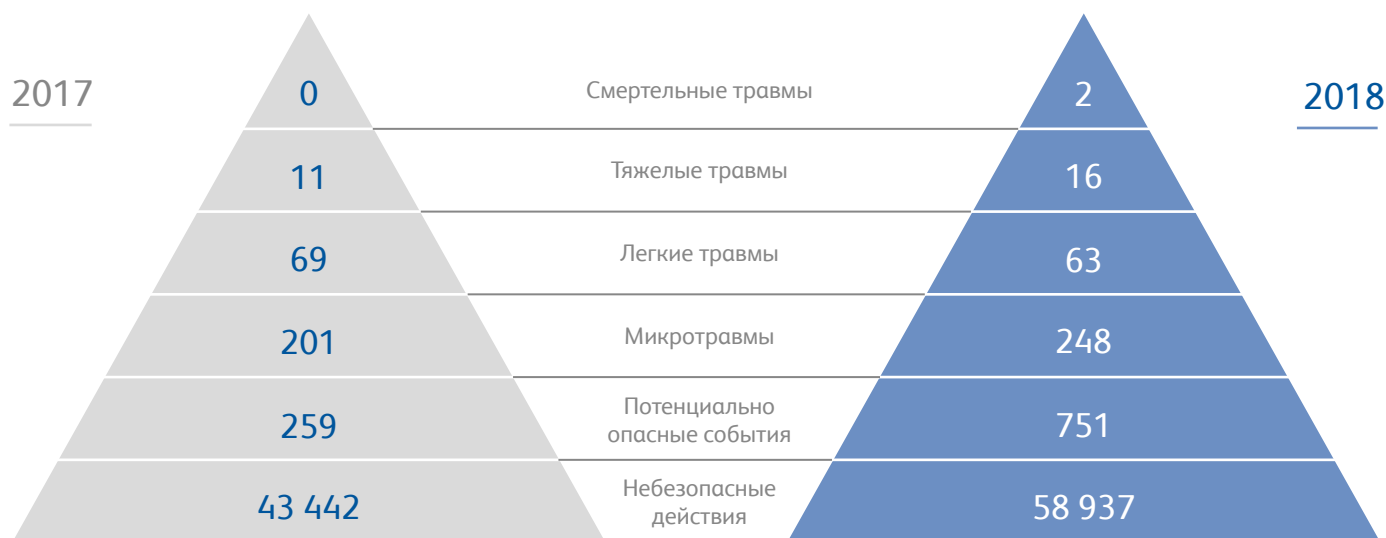 2017
2018
0
Смертельные травмы
2
11
Тяжелые травмы
16
69
Легкие травмы
63
201
Микротравмы
248
259
Потенциально
опасные события
751
43 442
Небезопасные
действия
58 937